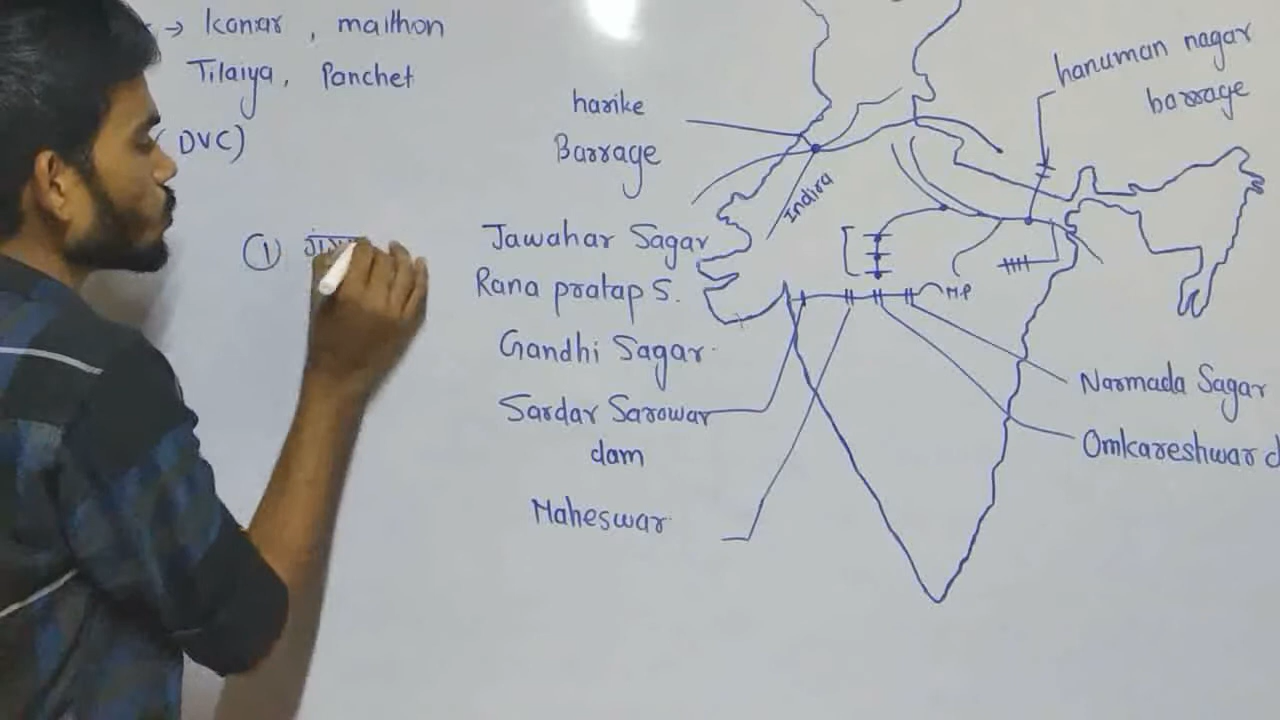 → Konar, maithon
Tilaiya, Panchet
(DVC)
①
harike
Barrage
Indira
hanuman nagar
barrage
Jawahar Sagar
Rana pratap S.
Gandhi Sagar.
Sardar Sarowar
dam
Maheswar
M.P
Narmada Sagar
Omkareshwar d